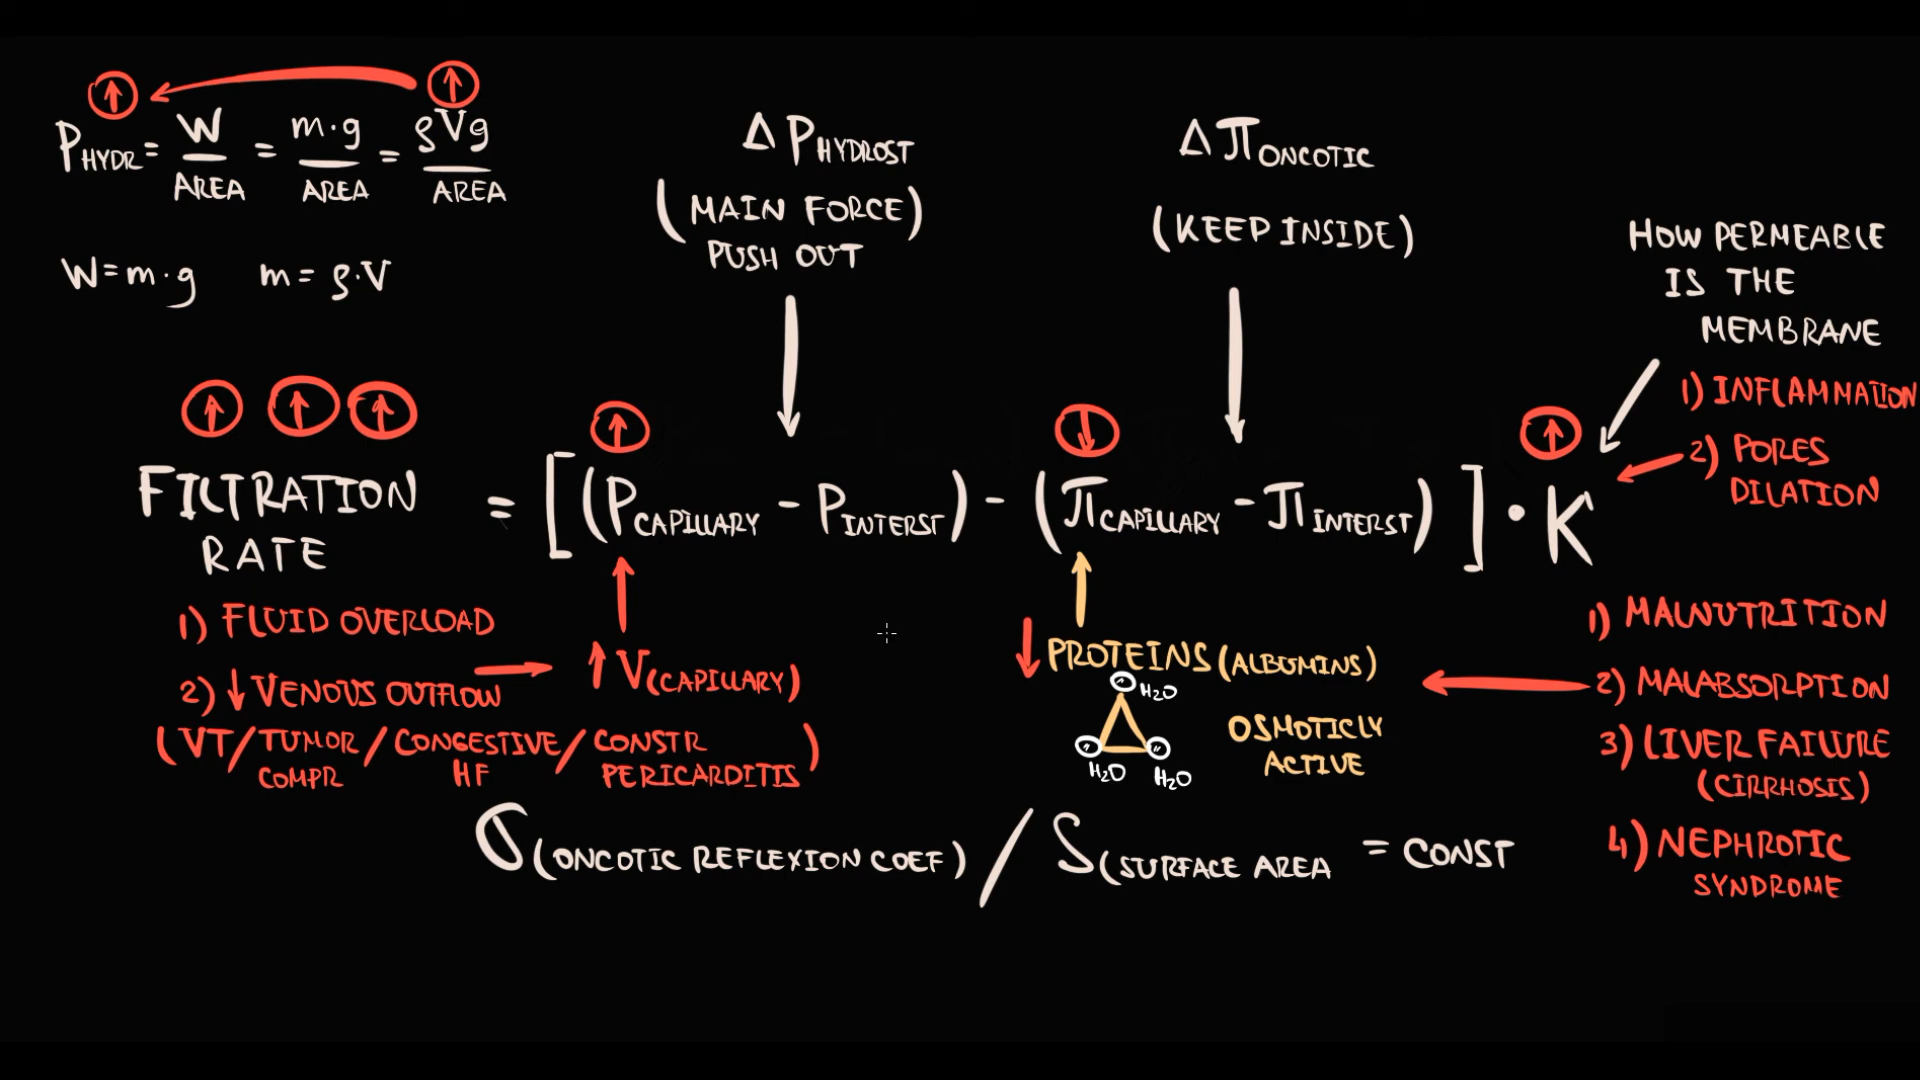 P HYDR = W / AREA = m·g / AREA = ρVg / AREA
W = m·g m = ρ·V
Δ P HYDROST
(MAIN FORCE)
PUSH OUT
Δ π ONCOTIC
(KEEP INSIDE)
HOW PERMEABLE
IS THE
MEMBRANE
1) INFLAMMATION
2) PORES
DILATION
FILTRATION
RATE
= [(P CAPILLARY - P INTERST) - (π CAPILLARY - π INTERST)] · K
1) FLUID OVERLOAD
2) ↓ VENOUS OUTFLOW → ↑ V (CAPILLARY)
(VT / TUMOR COMPR / CONGESTIVE HF / CONSTR PERICARDITIS)
↓ PROTEINS (ALBUMINS)
H2O
H2O H2O
OSMOTICLY
ACTIVE
1) MALNUTRITION
2) MALABSORPTION
3) LIVER FAILURE
(CIRRHOSIS)
4) NEPHROTIC
SYNDROME
σ (ONCOTIC REFLEXION COEF) / S (SURFACE AREA = CONST